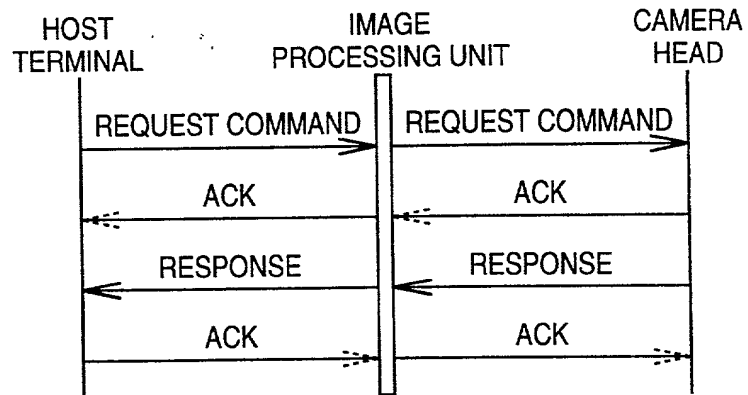 HOST
TERMINAL
IMAGE
PROCESSING UNIT
CAMERA
HEAD
REQUEST COMMAND
REQUEST COMMAND
ACK
ACK
RESPONSE
RESPONSE
ACK
ACK